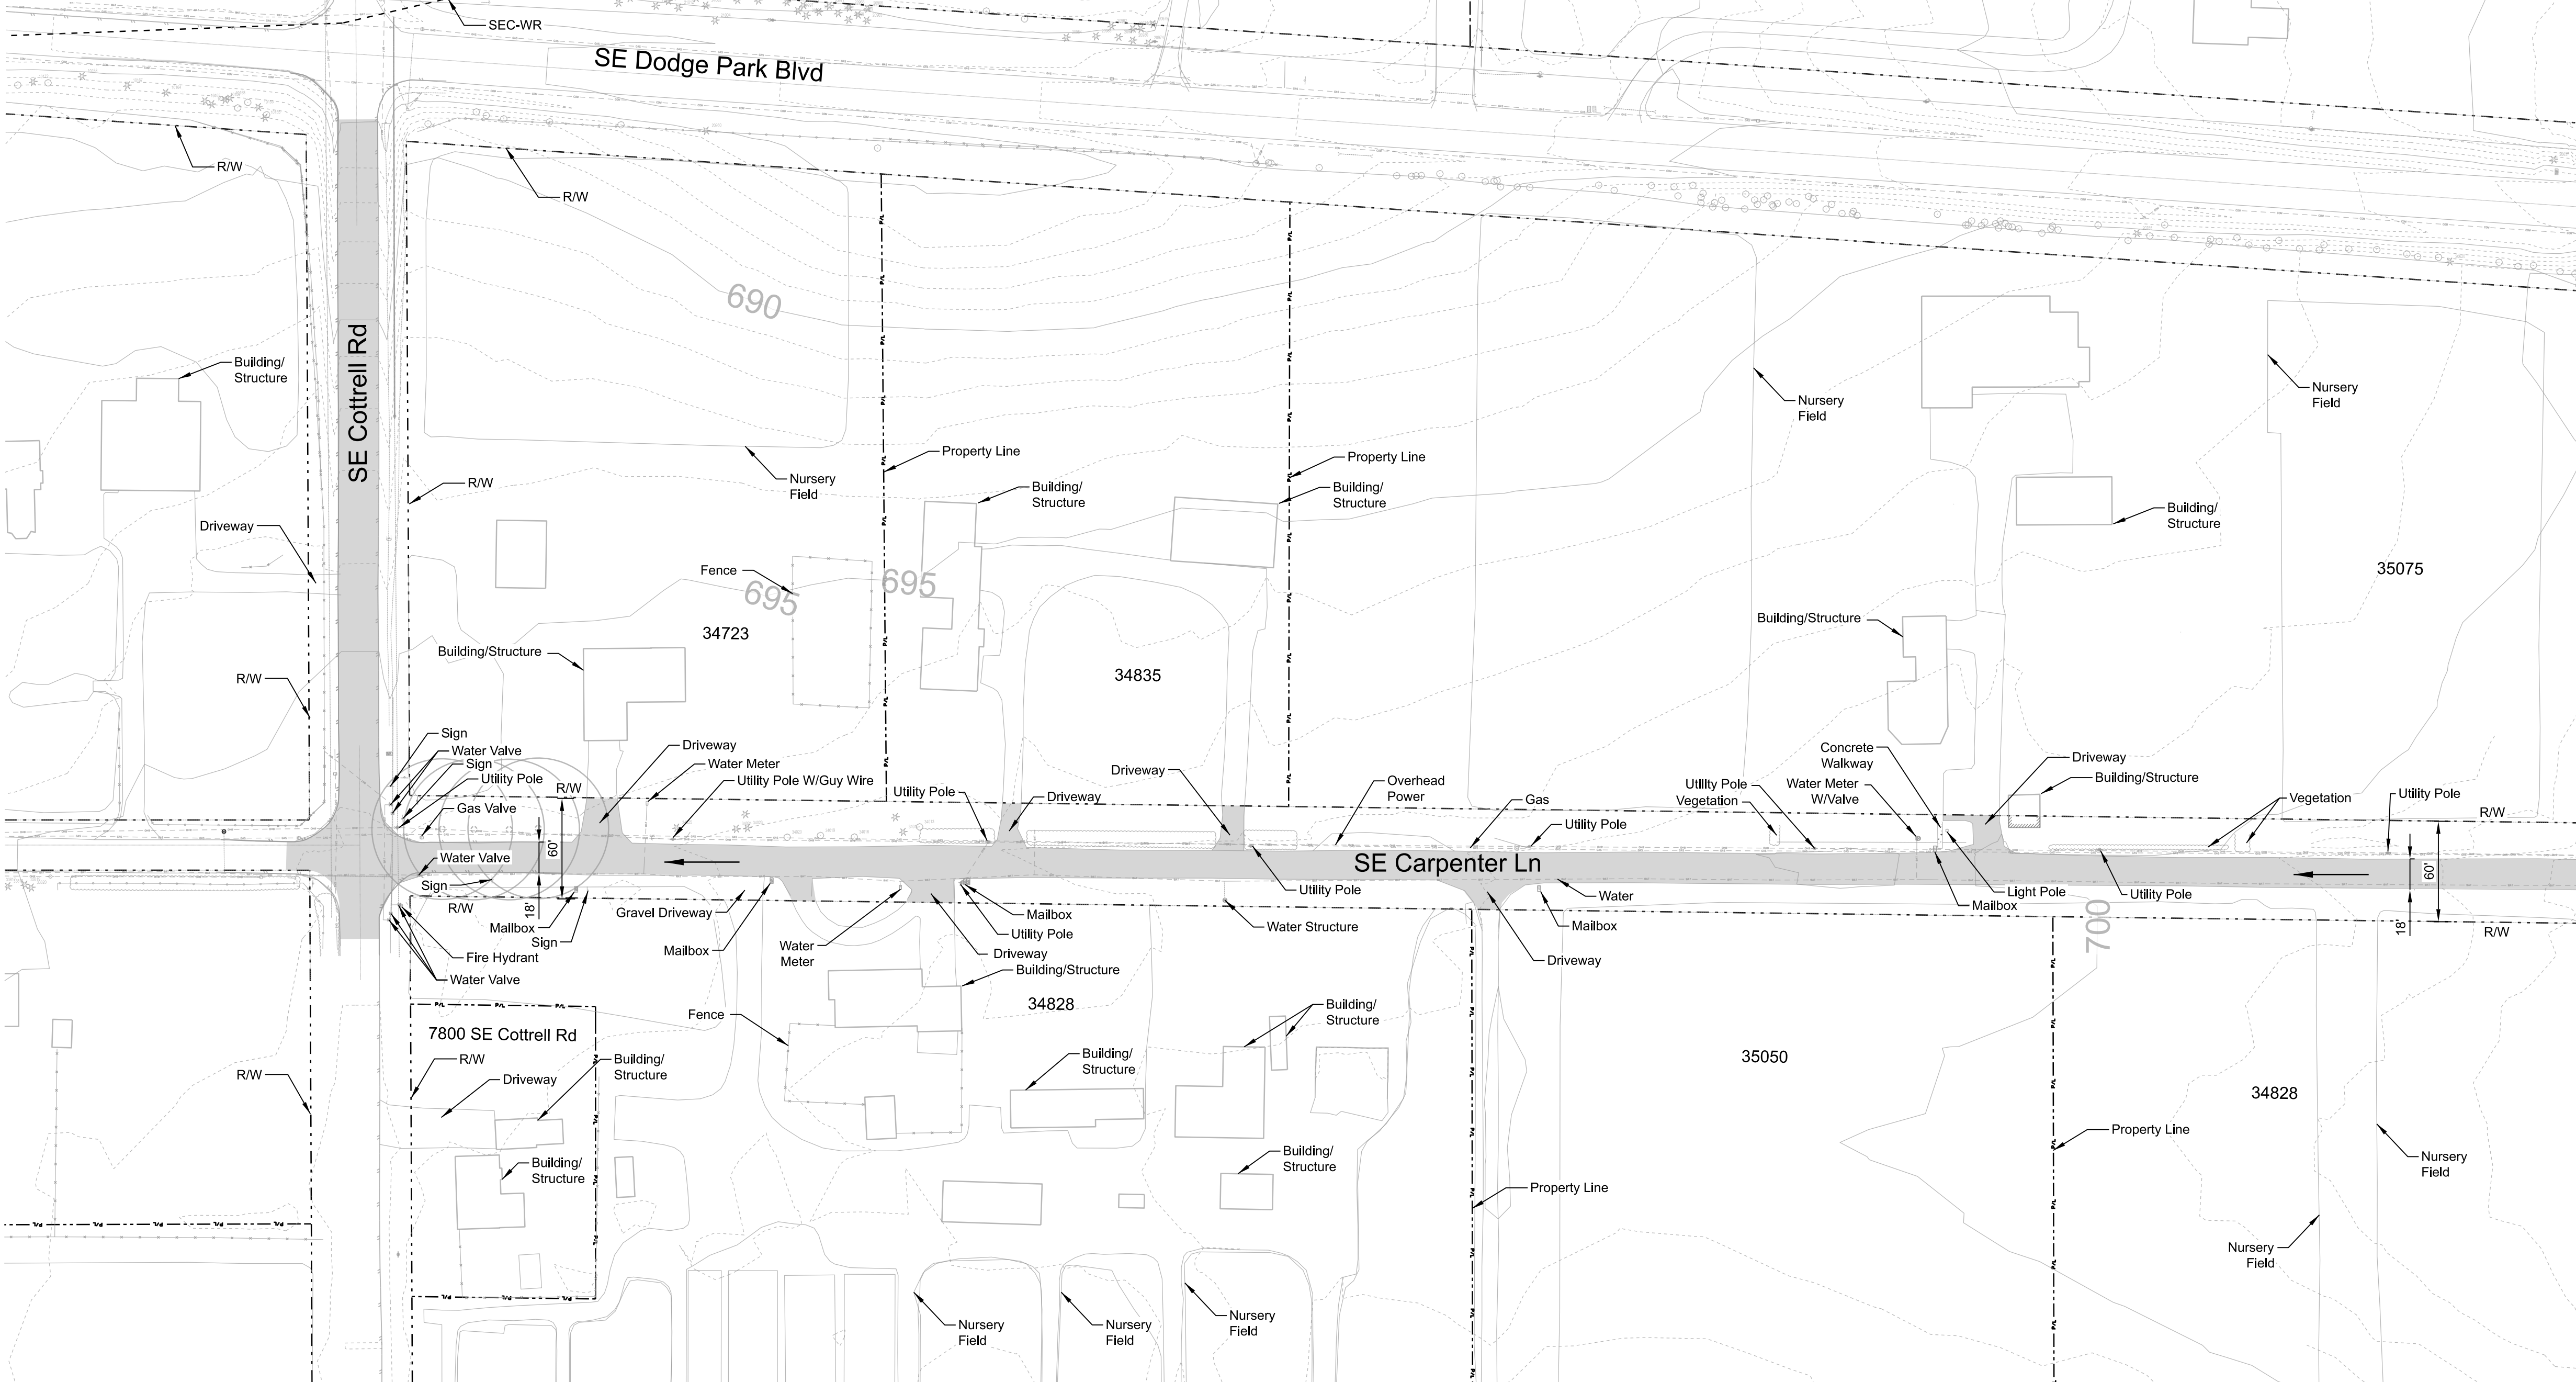 SEC-WR
SE Dodge Park Blvd
R/W
R/W
690
SE Cottrell Rd
Building/
Structure
Nursery
Field
Nursery
Field
Property Line
Property Line
R/W
Nursery
Field
Building/
Structure
Building/
Structure
Building/
Structure
Driveway
Fence
695
695
35075
34723
Building/Structure
Building/Structure
34835
R/W
Sign
Water Valve
Sign
Utility Pole
Gas Valve
R/W
Driveway
Water Meter
Utility Pole W/Guy Wire
Utility Pole
Driveway
Driveway
Overhead
Power
Gas
Utility Pole
Utility Pole
Vegetation
Concrete
Walkway
Water Meter
W/Valve
Driveway
Building/Structure
Vegetation
Utility Pole
R/W
60'
Water Valve
SE Carpenter Ln
60'
Sign
R/W
18'
Mailbox
Sign
Gravel Driveway
Mailbox
Water
Meter
Mailbox
Utility Pole
Driveway
Building/Structure
Utility Pole
Water Structure
Water
Mailbox
Driveway
Light Pole
Mailbox
Utility Pole
700
18'
R/W
Fire Hydrant
Water Valve
34828
Fence
Building/
Structure
7800 SE Cottrell Rd
R/W
R/W
Driveway
Building/
Structure
Building/
Structure
35050
34828
Property Line
Building/
Structure
Building/
Structure
Nursery
Field
Property Line
Nursery
Field
Nursery
Field
Nursery
Field
Nursery
Field
P/L
P/L
P/L
P/L
P/L
P/L